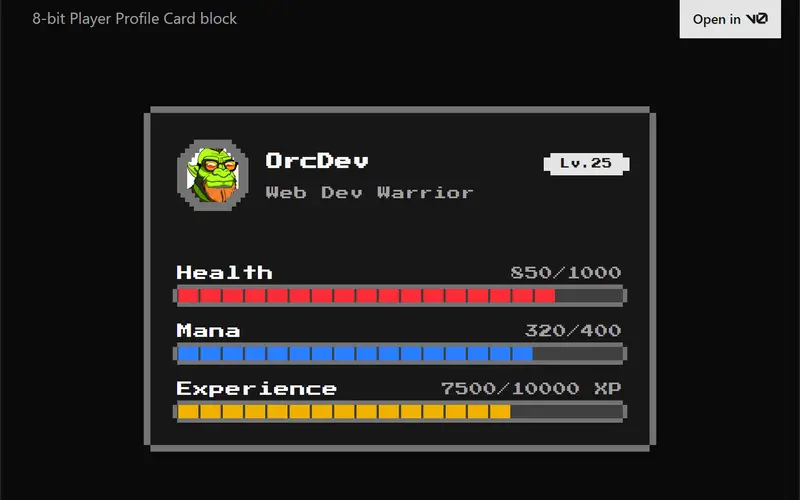 8-bit Player Profile Card block
Open in v0
OrcDev
Lv.25
Web Dev Warrior
Health 850/1000
Mana 320/400
Experience 7500/10000 XP